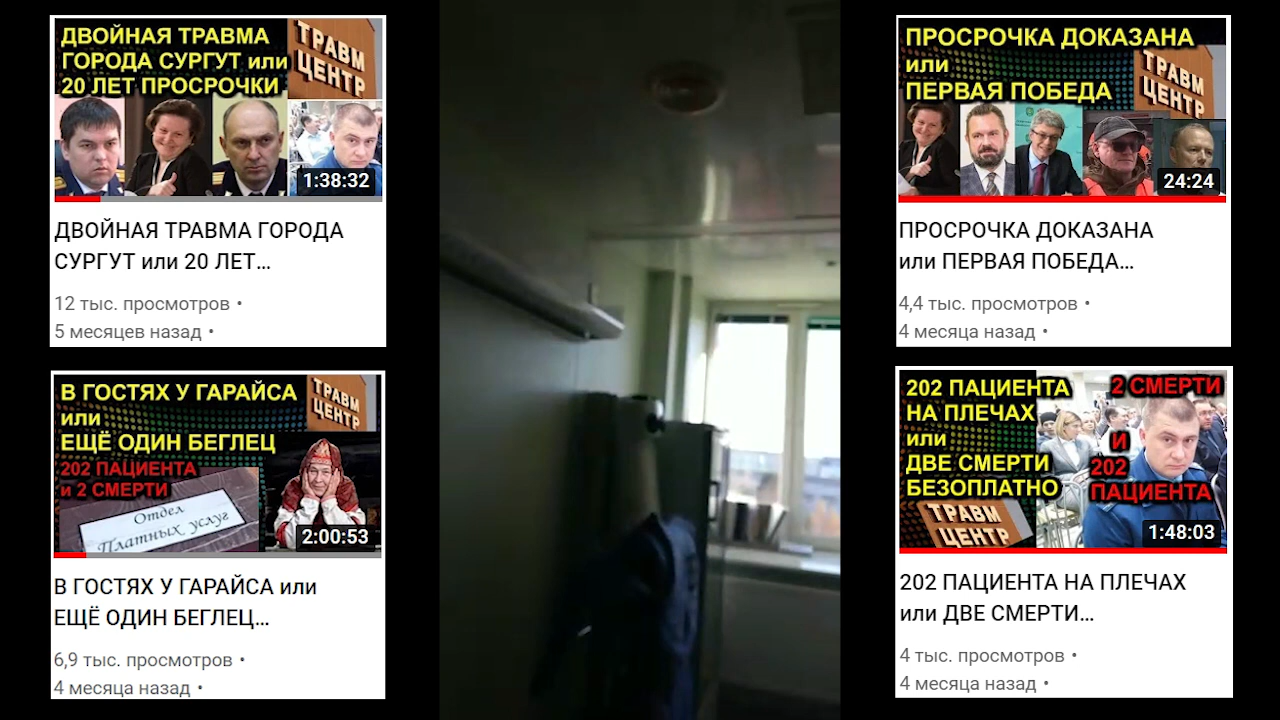 ДВОЙНАЯ ТРАВМА
ГОРОДА СУРГУТ или
20 ЛЕТ ПРОСРОЧКИ
ТРАВМ
ЦЕНТР
1:38:32
ДВОЙНАЯ ТРАВМА ГОРОДА
СУРГУТ или 20 ЛЕТ...
12 тыс. просмотров •
5 месяцев назад •
В ГОСТЯХ У ГАРАЙСА
или
ЕЩЁ ОДИН БЕГЛЕЦ
202 ПАЦИЕНТА
и 2 СМЕРТИ
ТРАВМ
ЦЕНТР
Отдел
Платных услуг
2:00:53
В ГОСТЯХ У ГАРАЙСА или
ЕЩЁ ОДИН БЕГЛЕЦ...
6,9 тыс. просмотров •
4 месяца назад •
ПРОСРОЧКА ДОКАЗАНА
или
ПЕРВАЯ ПОБЕДА
ТРАВМ
ЦЕНТР
24:24
ПРОСРОЧКА ДОКАЗАНА
или ПЕРВАЯ ПОБЕДА...
4,4 тыс. просмотров •
4 месяца назад •
202 ПАЦИЕНТА
НА ПЛЕЧАХ
или
ДВЕ СМЕРТИ
БЕЗОПЛАТНО
2 СМЕРТИ
И
202
ПАЦИЕНТА
ТРАВМ
ЦЕНТР
1:48:03
202 ПАЦИЕНТА НА ПЛЕЧАХ
или ДВЕ СМЕРТИ...
4 тыс. просмотров •
4 месяца назад •